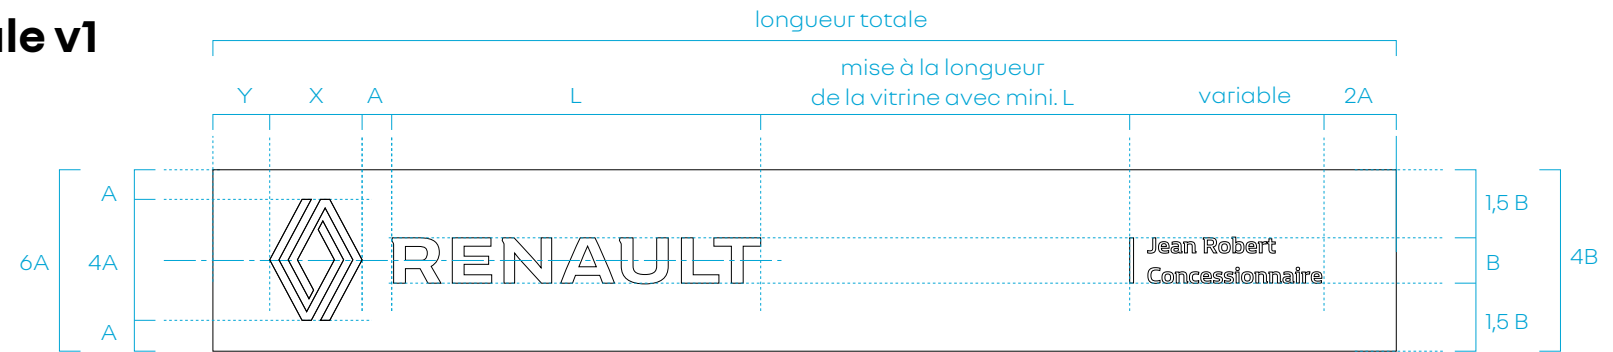 le v1
longueur totale
mise à la longueur
Y X A L de la vitrine avec mini. L variable 2A
A
1,5 B
RENAULT
Jean Robert
6A 4A B 4B
Concessionnaire
A
1,5 B